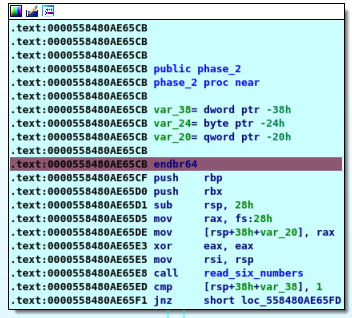 .text:0000558480AE65CB
.text:0000558480AE65CB
.text:0000558480AE65CB
.text:0000558480AE65CB public phase_2
.text:0000558480AE65CB phase_2 proc near
.text:0000558480AE65CB
.text:0000558480AE65CB var_38= dword ptr -38h
.text:0000558480AE65CB var_24= byte ptr -24h
.text:0000558480AE65CB var_20= qword ptr -20h
.text:0000558480AE65CB
.text:0000558480AE65CB endbr64
.text:0000558480AE65CF push rbp
.text:0000558480AE65D0 push rbx
.text:0000558480AE65D1 sub rsp, 28h
.text:0000558480AE65D5 mov rax, fs:28h
.text:0000558480AE65DE mov [rsp+38h+var_20], rax
.text:0000558480AE65E3 xor eax, eax
.text:0000558480AE65E5 mov rsi, rsp
.text:0000558480AE65E8 call read_six_numbers
.text:0000558480AE65ED cmp [rsp+38h+var_38], 1
.text:0000558480AE65F1 jnz short loc_558480AE65FD